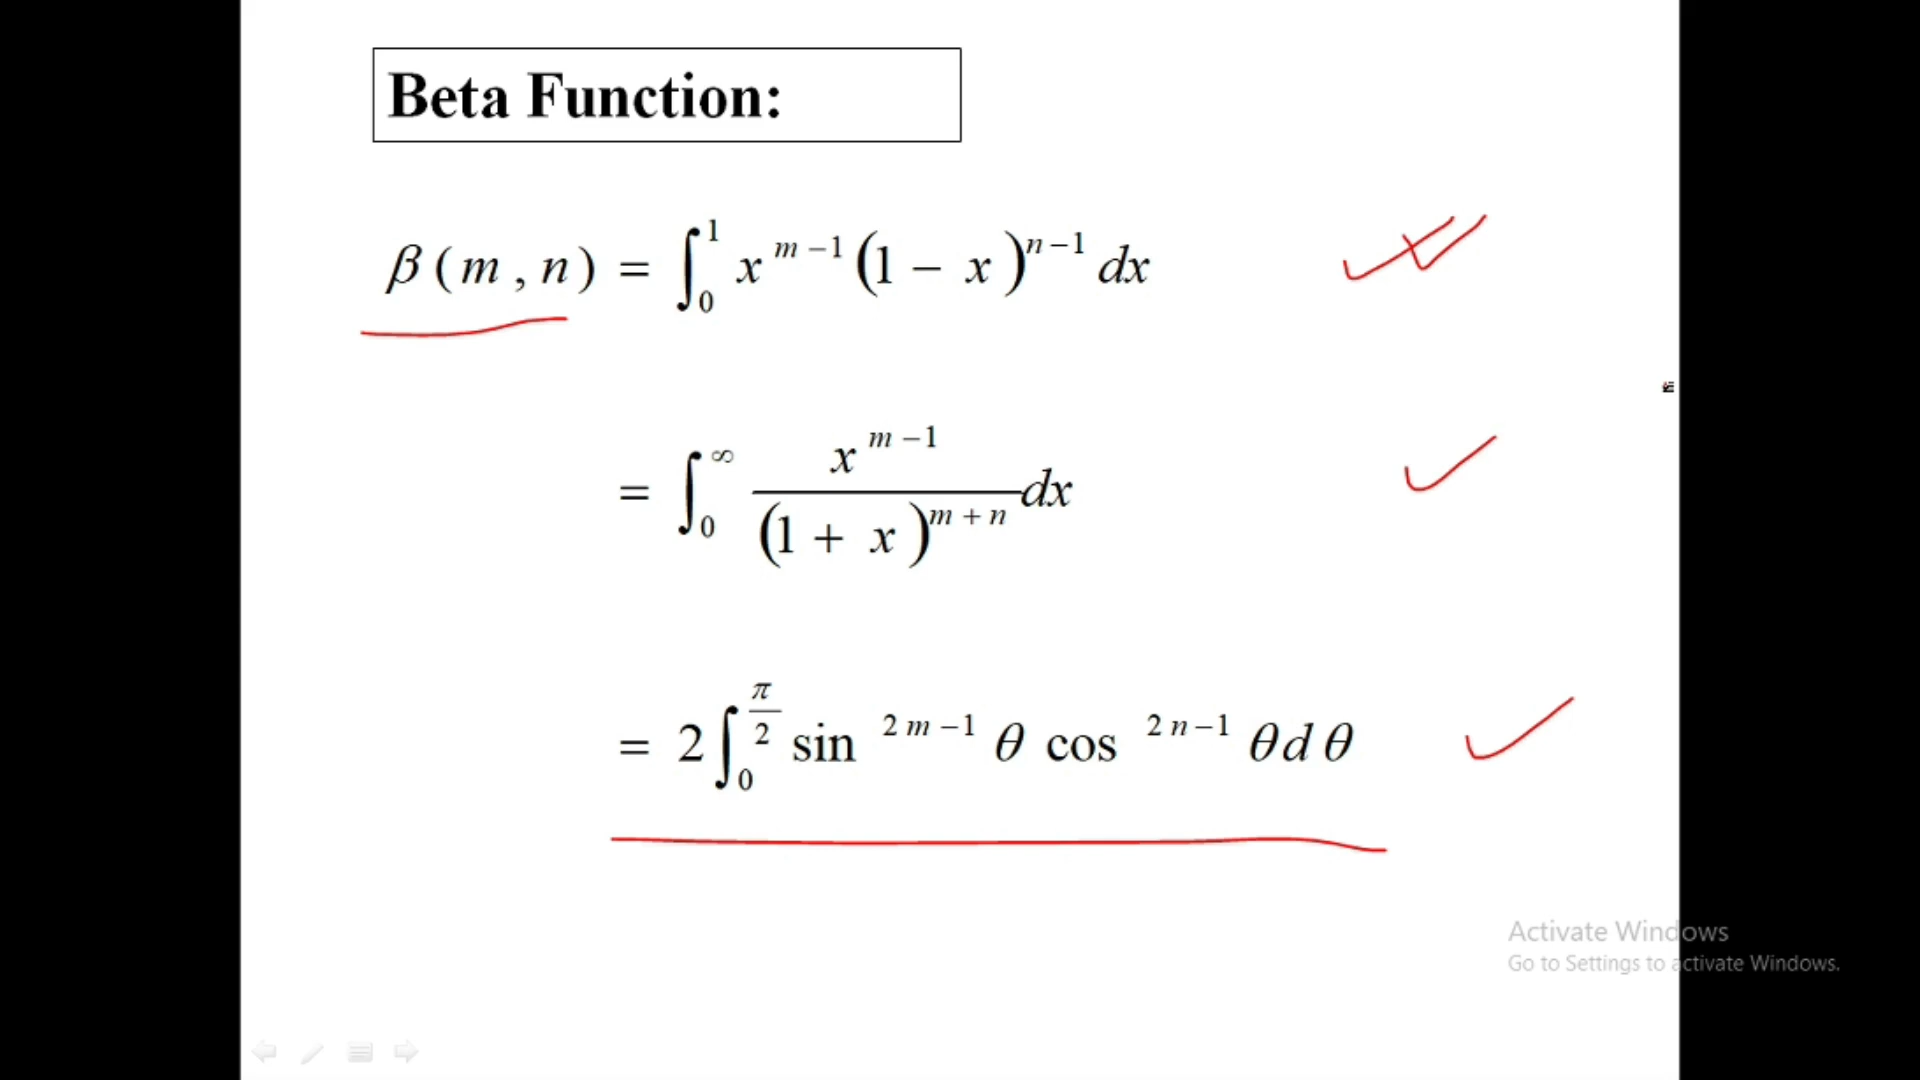 Beta Function:
β(m,n) = ∫₀¹ x^{m−1} (1 − x)^{n−1} dx
= ∫₀^∞ x^{m−1} / (1 + x)^{m+n} dx
= 2∫₀^{π/2} sin^{2m−1} θ cos^{2n−1} θ dθ
Activate Windows
Go to Settings to activate Windows.